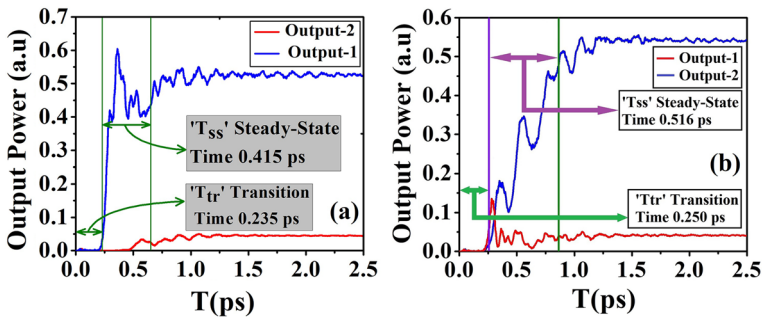 Output-2
Output-1
'Tss' Steady-State
Time 0.415 ps
'Ttr' Transition
Time 0.235 ps
(a)
Output Power (a.u)
0.7
0.6
0.5
0.4
0.3
0.2
0.1
0.0
0.0 0.5 1.0 1.5 2.0 2.5
T(ps)
Output-1
Output-2
'Tss' Steady-State
Time 0.516 ps
(b)
'Ttr' Transition
Time 0.250 ps
Output Power (a.u)
0.6
0.5
0.4
0.3
0.2
0.1
0.0
0.0 0.5 1.0 1.5 2.0 2.5
T(ps)